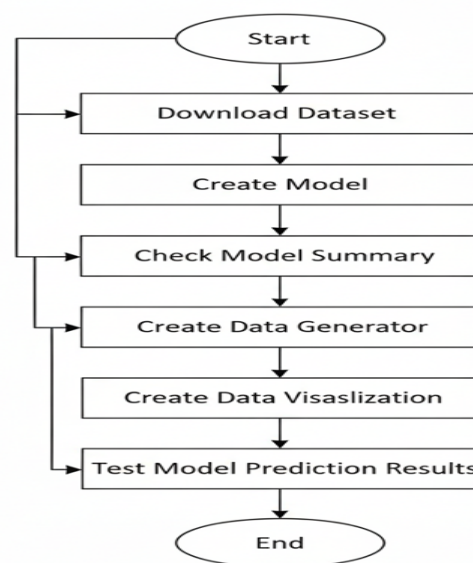 Start
Download Dataset
Create Model
Check Model Summary
Create Data Generator
Create Data Visaslization
Test Model Prediction Results
End